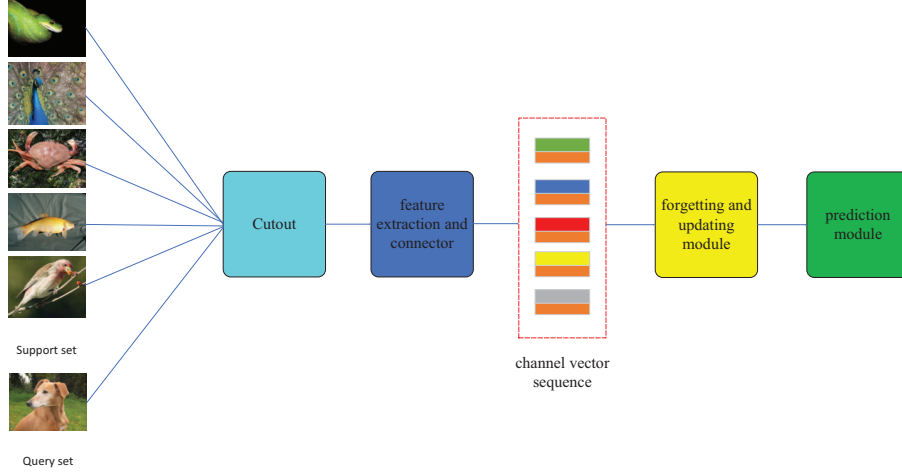 Support set
Query set
Cutout
feature
extraction and
connector
channel vector
sequence
forgetting and
updating
module
prediction
module